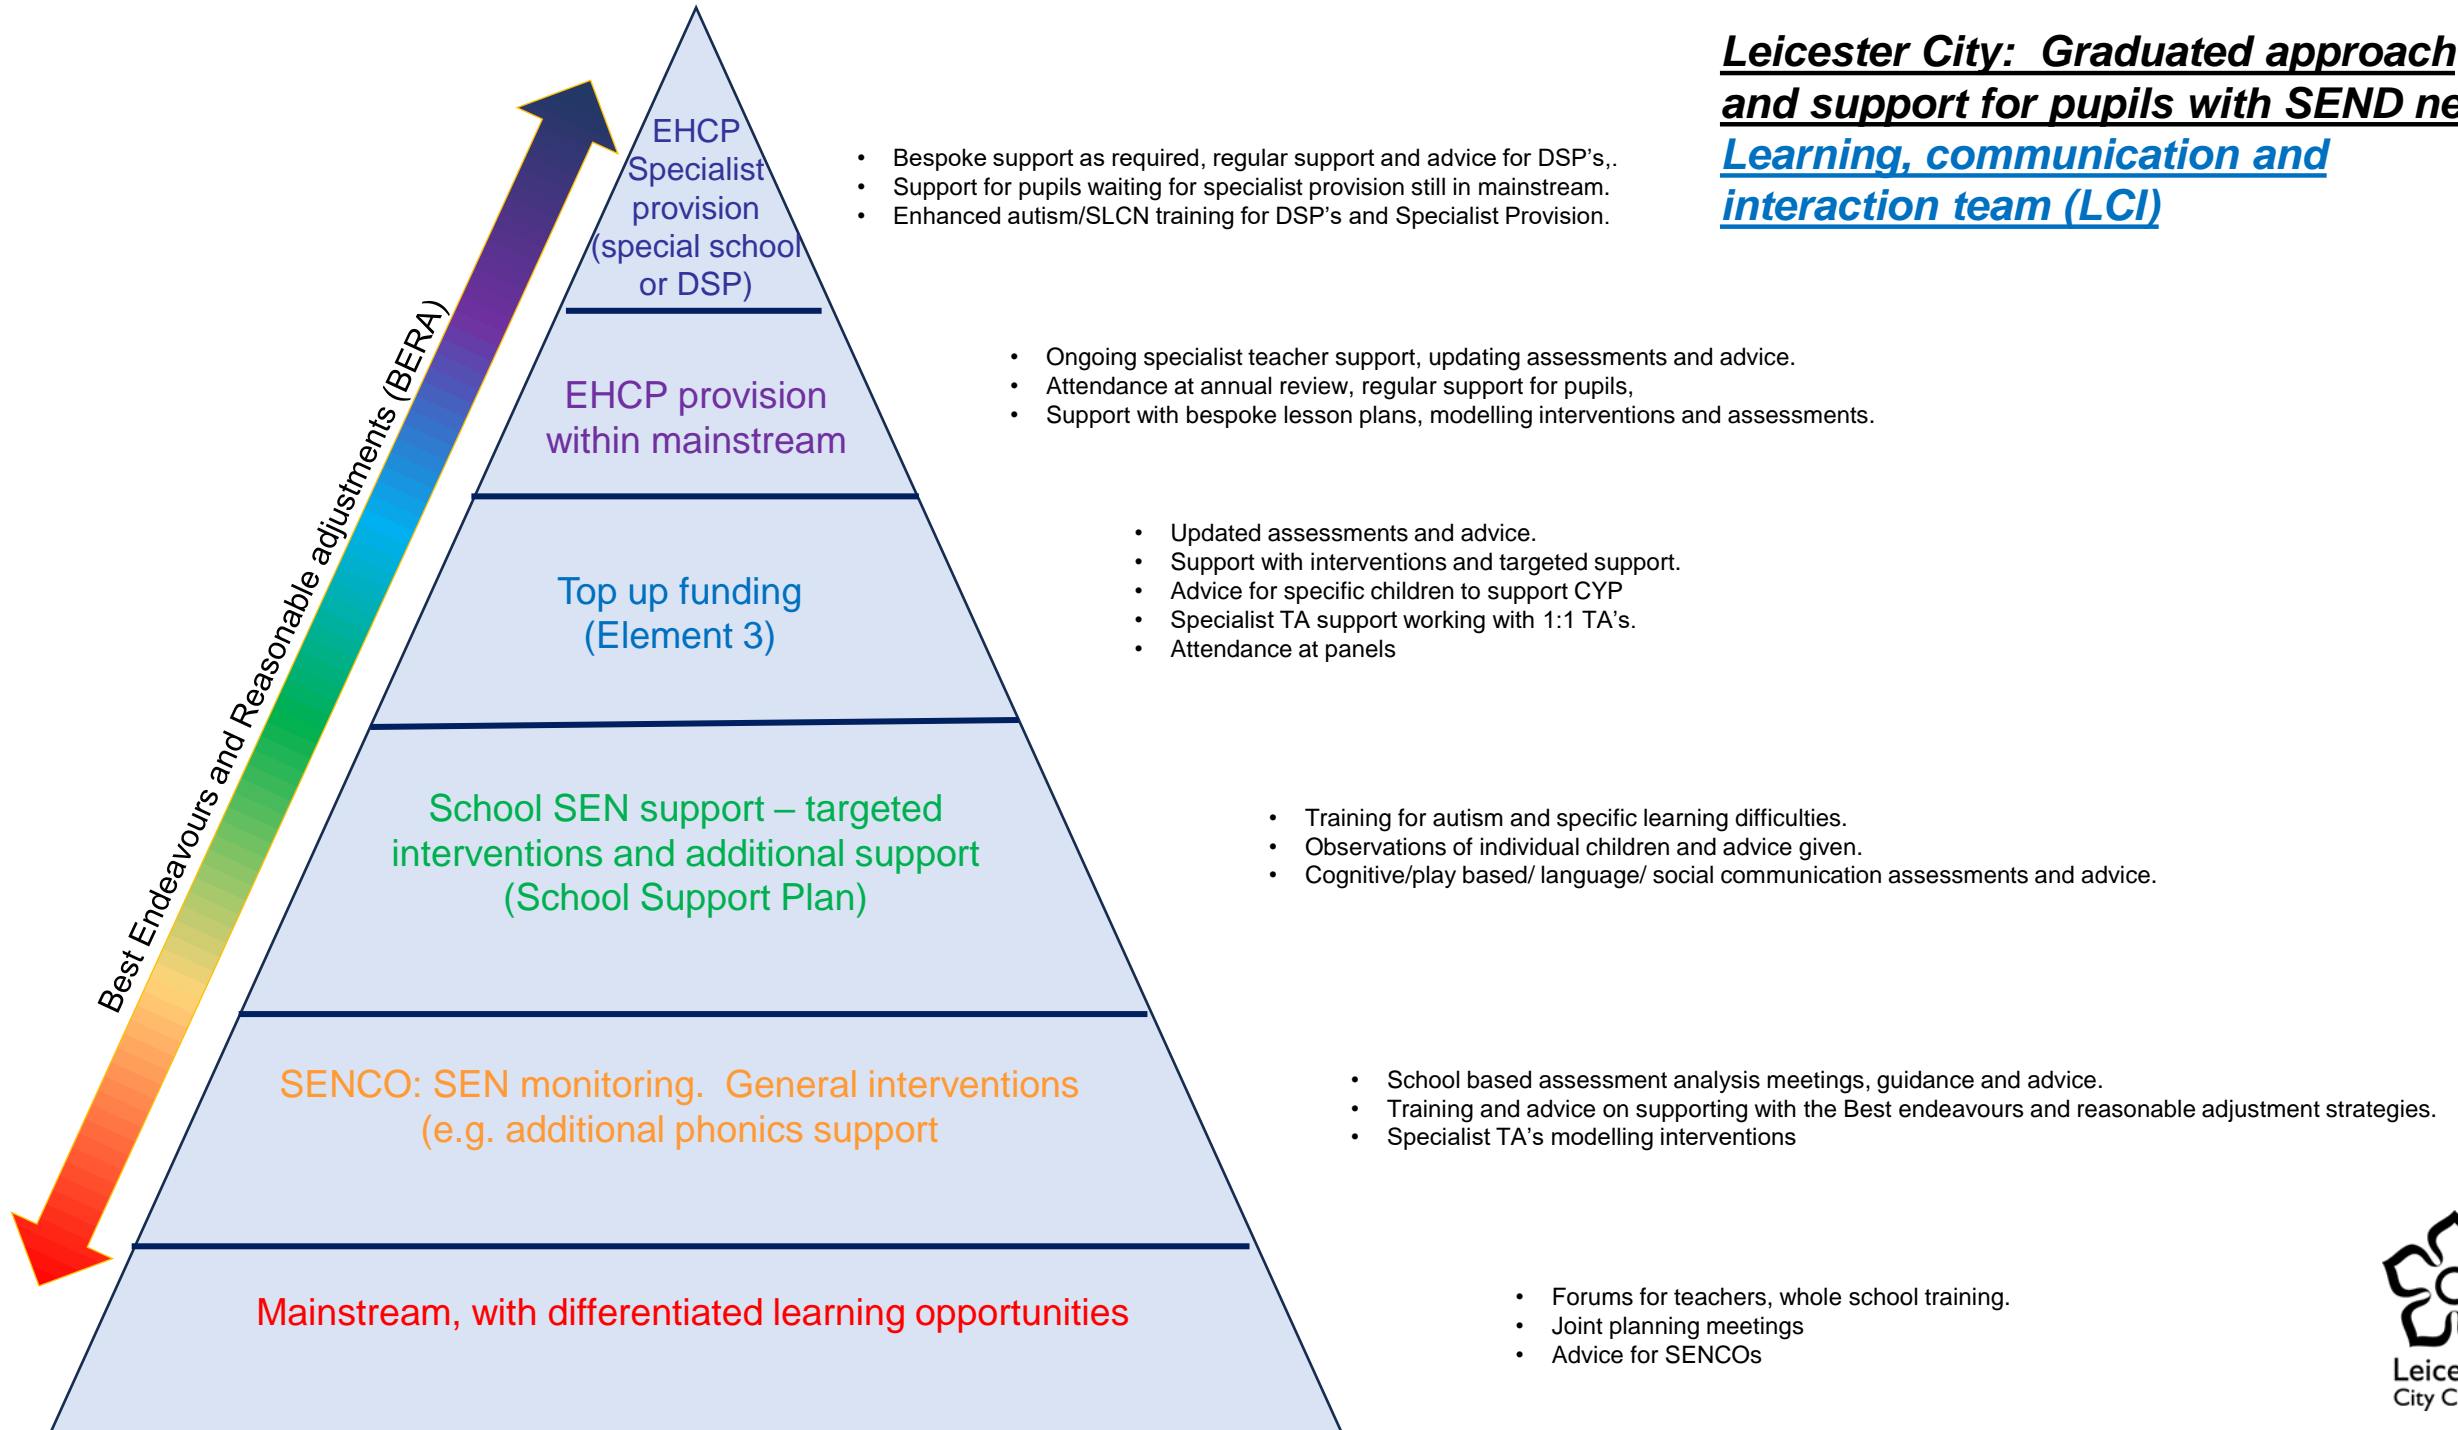 Leicester City: Graduated approach
and support for pupils with SEND
Learning, communication and
interaction team (LCI)
Best Endeavours and Reasonable adjustments (BERA)
EHCP
Specialist
provision
(special school
or DSP)
• Bespoke support as required, regular support and advice for DSP's,.
• Support for pupils waiting for specialist provision still in mainstream.
• Enhanced autism/SLCN training for DSP's and Specialist Provision.
EHCP provision
within mainstream
• Ongoing specialist teacher support, updating assessments and advice.
• Attendance at annual review, regular support for pupils,
• Support with bespoke lesson plans, modelling interventions and assessments.
Top up funding
(Element 3)
• Updated assessments and advice.
• Support with interventions and targeted support.
• Advice for specific children to support CYP
• Specialist TA support working with 1:1 TA's.
• Attendance at panels
School SEN support – targeted
interventions and additional support
(School Support Plan)
• Training for autism and specific learning difficulties.
• Observations of individual children and advice given.
• Cognitive/play based/ language/ social communication assessments and advice.
SENCO: SEN monitoring.  General interventions
(e.g. additional phonics support
• School based assessment analysis meetings, guidance and advice.
• Training and advice on supporting with the Best endeavours and reasonable adjustment strategies.
• Specialist TA's modelling interventions
Mainstream, with differentiated learning opportunities
• Forums for teachers, whole school training.
• Joint planning meetings
• Advice for SENCOs
City